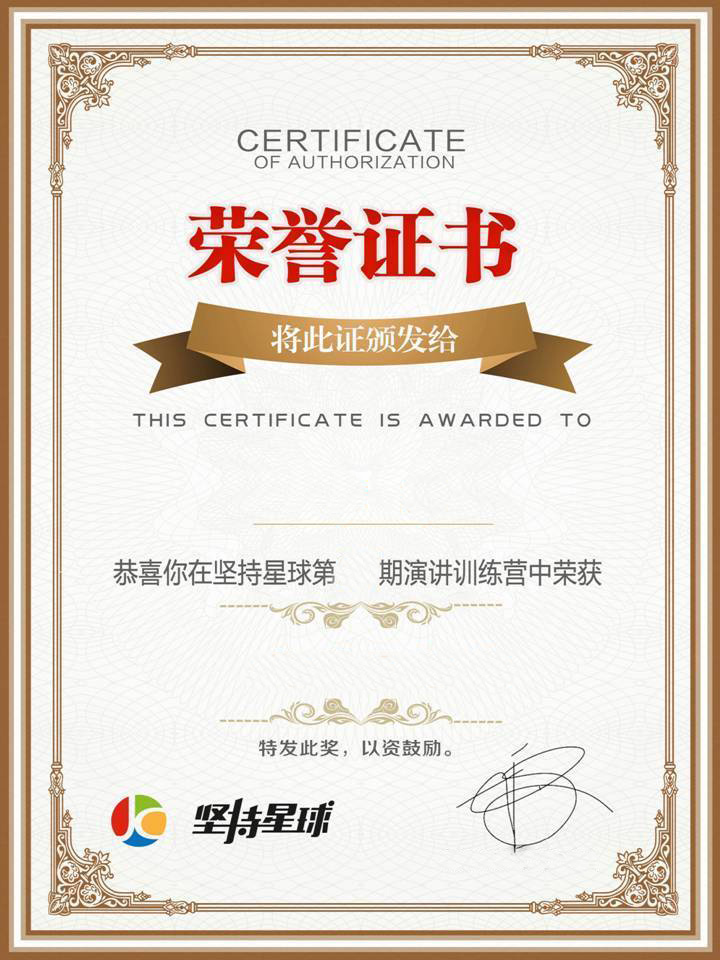 CERTIFICATE
OF AUTHORIZATION
荣誉证书
将此证颁发给
THIS CERTIFICATE IS AWARDED TO
恭喜你在坚持星球第 期演讲训练营中荣获
特发此奖，以资鼓励。
坚持星球